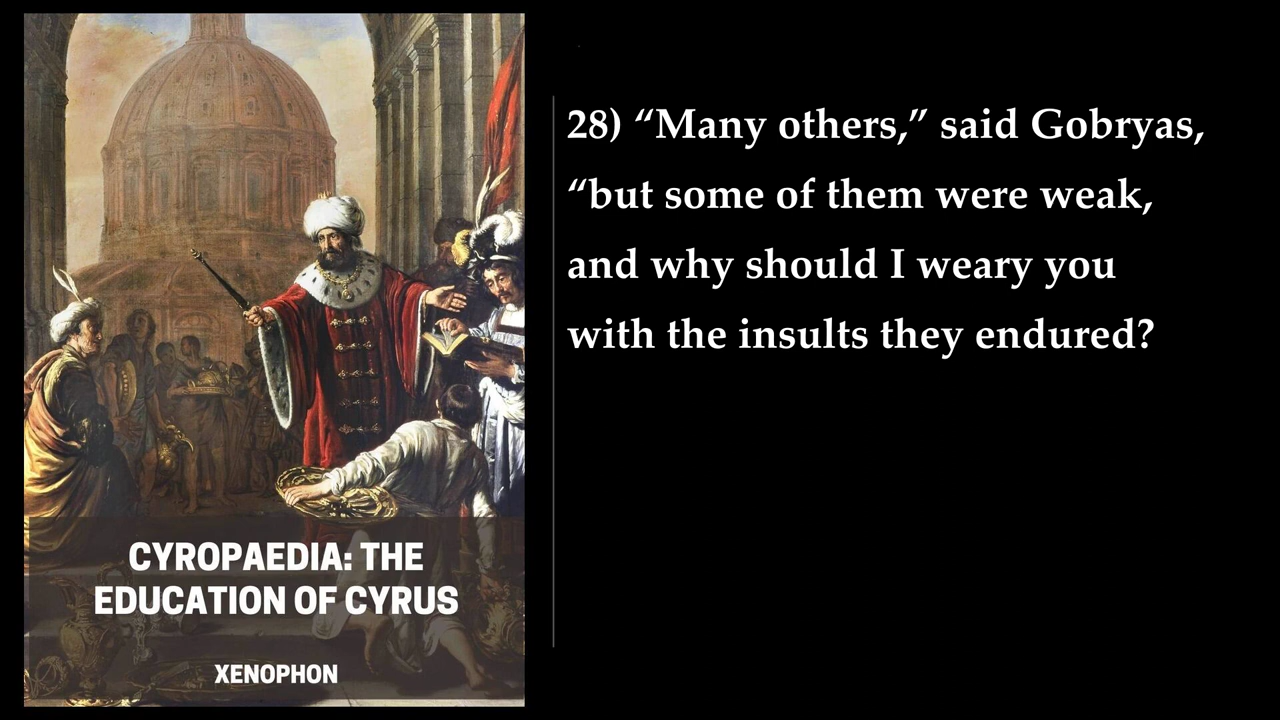 CYROPAEDIA: THE
EDUCATION OF CYRUS
XENOPHON
28) “Many others,” said Gobryas,
“but some of them were weak,
and why should I weary you
with the insults they endured?